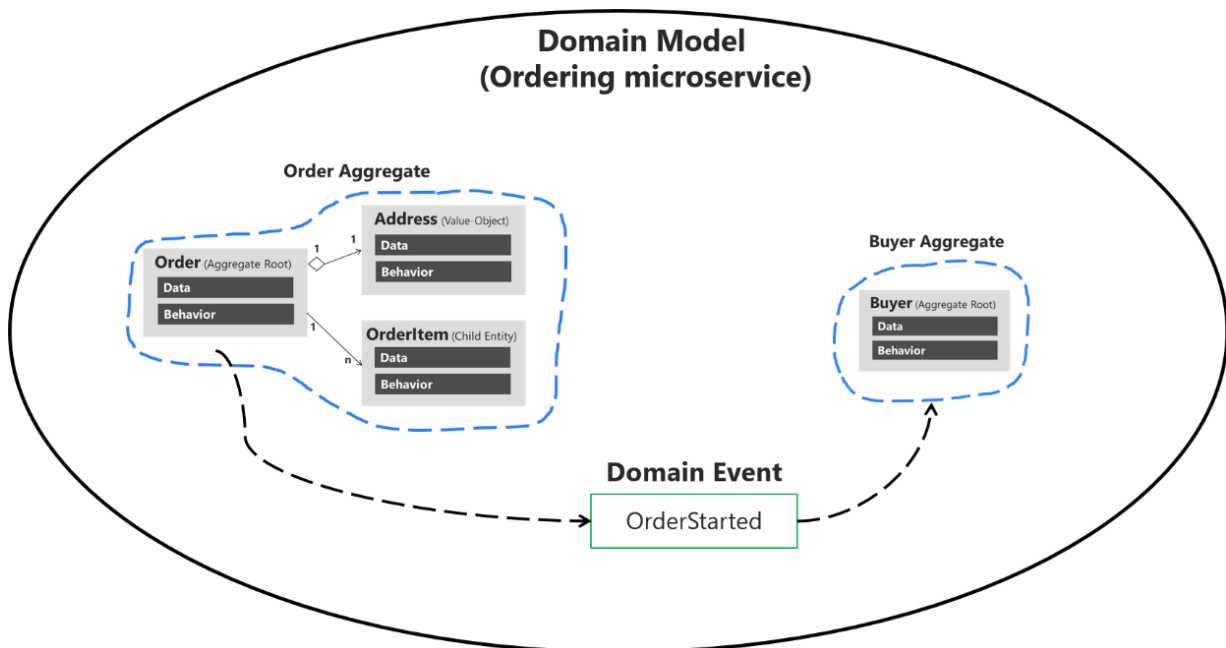 Domain Model
(Ordering microservice)
Order Aggregate
Address (Value-Object)
Data
Behavior
1
1
Order (Aggregate Root)
Data
Behavior
1
n
OrderItem (Child Entity)
Data
Behavior
Buyer Aggregate
Buyer (Aggregate Root)
Data
Behavior
Domain Event
OrderStarted